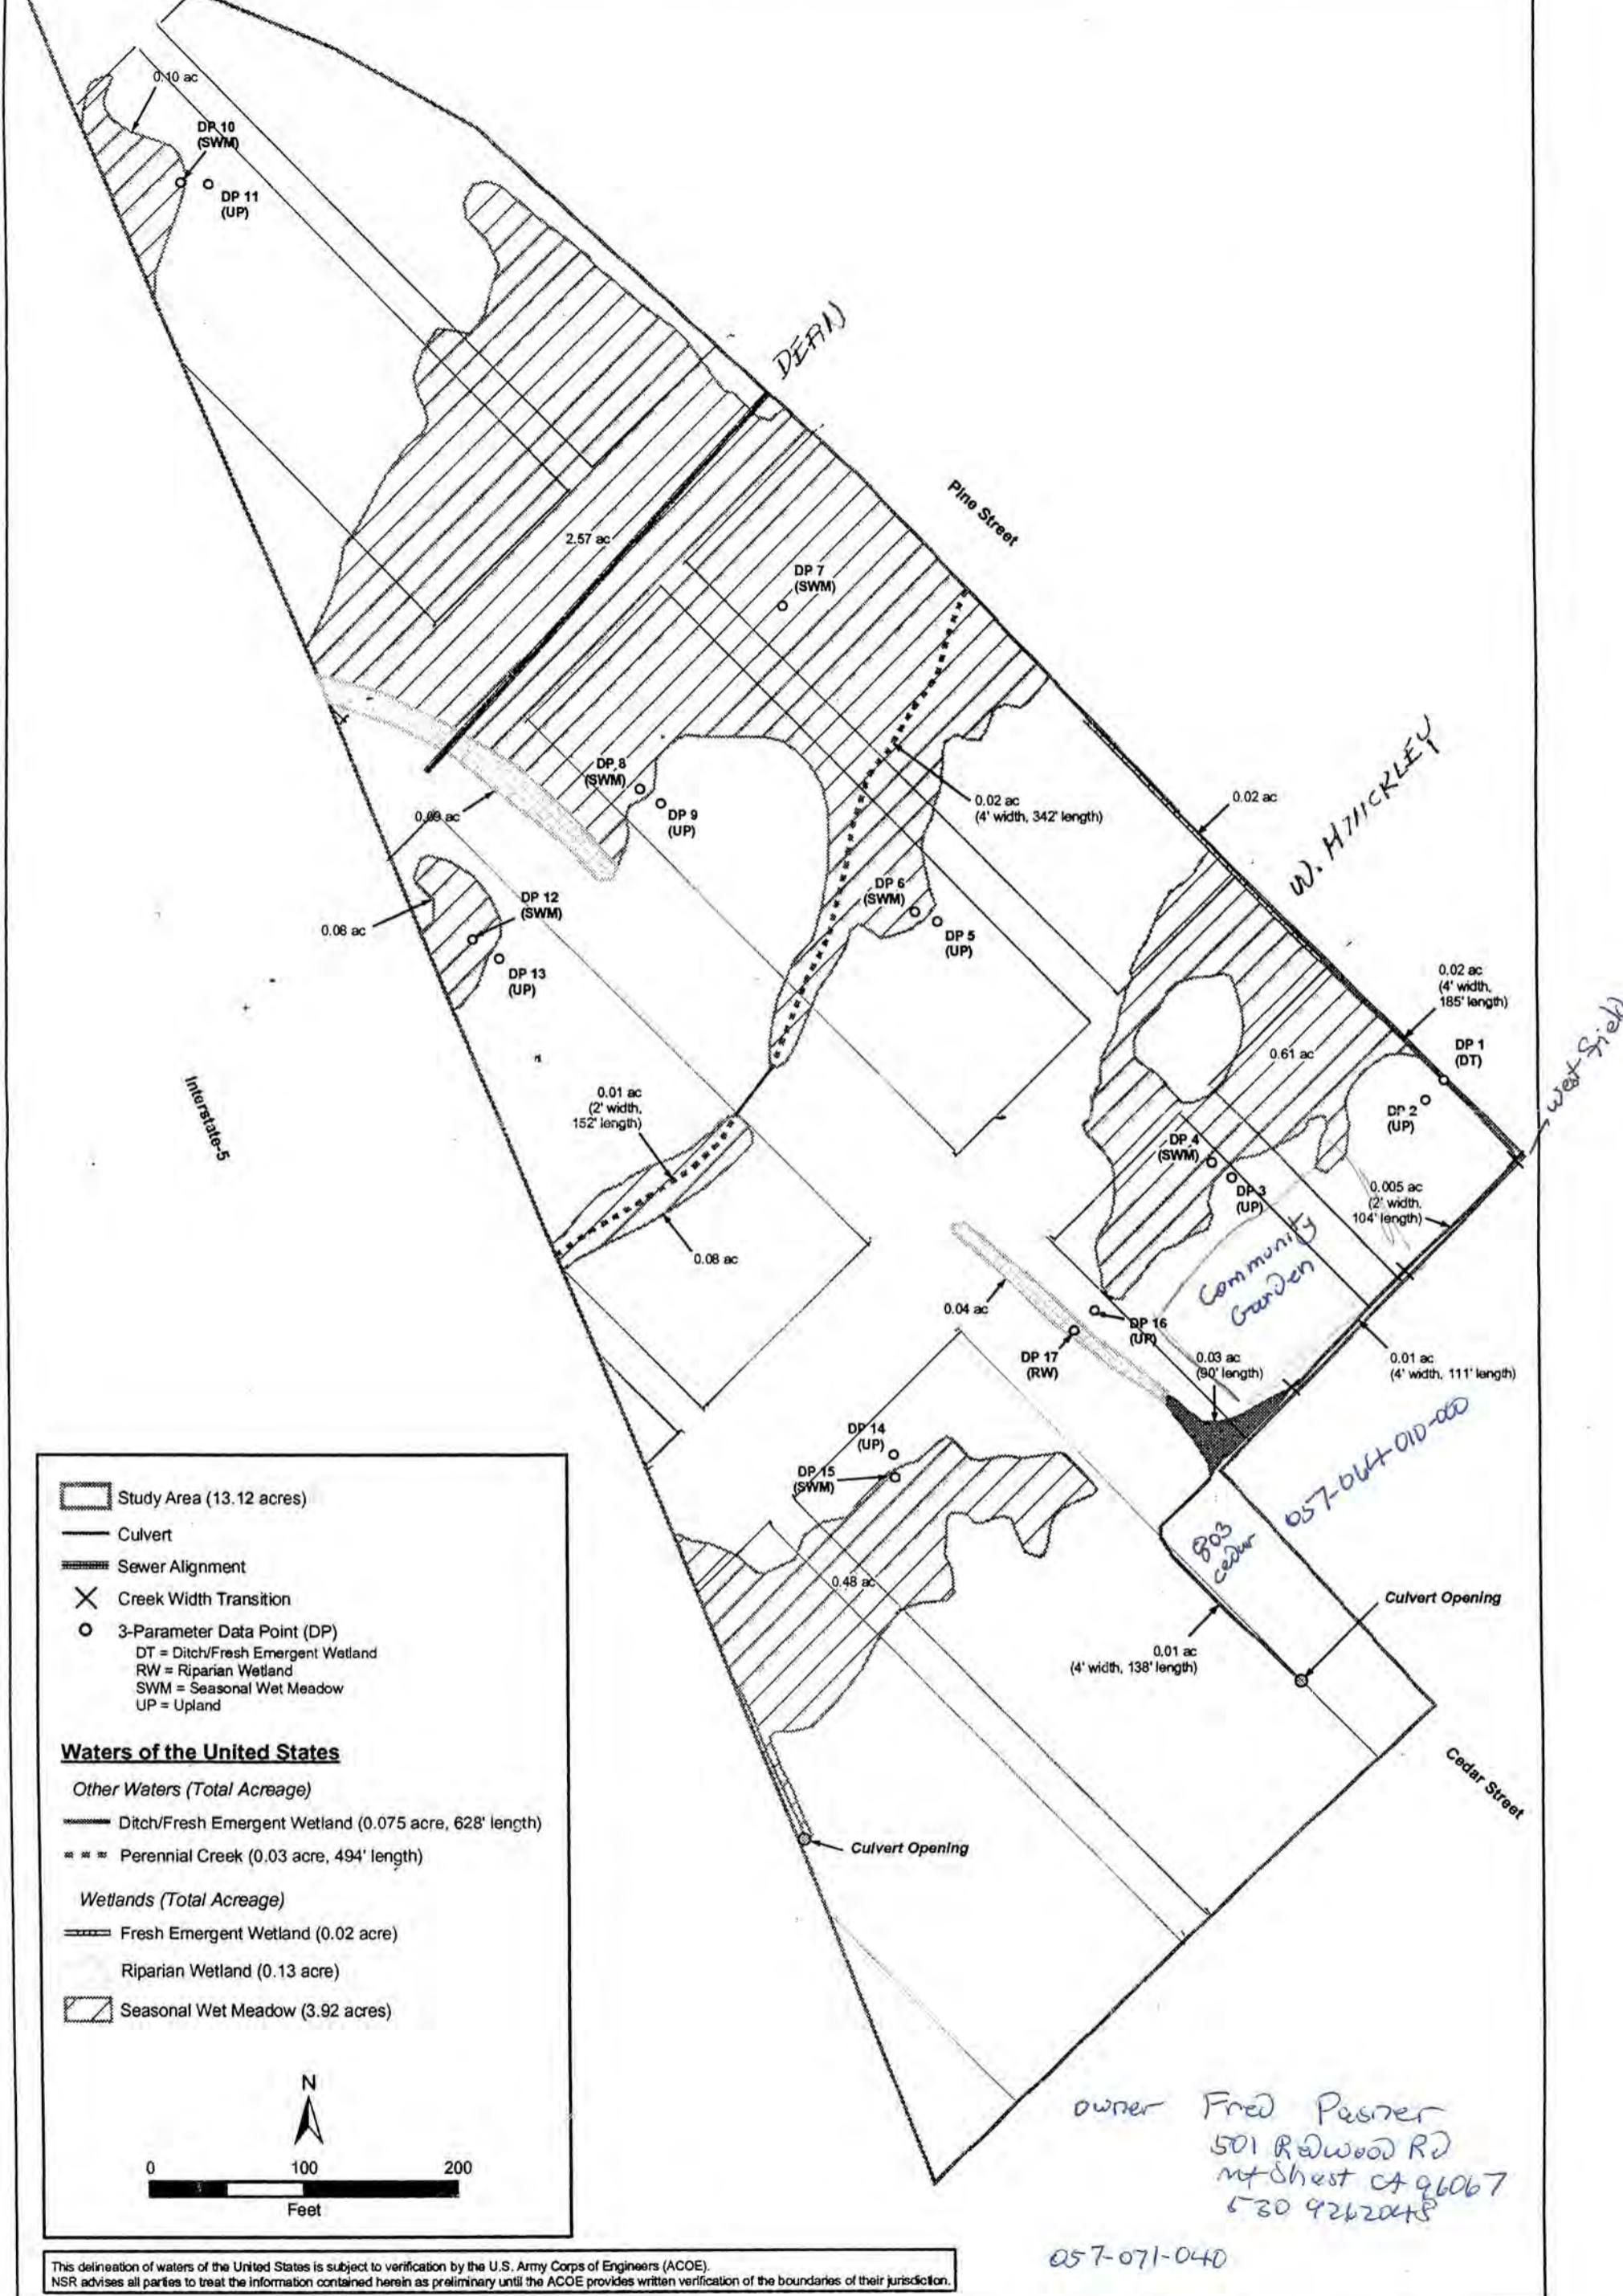 0.10 ac
DP 10
(SWM)
DP 11
(UP)
DEAN
Pine Street
2.57 ac
DP 7
(SWM)
DP 8
(SWM)
DP 9
(UP)
0.09 ac
0.02 ac
(4' width, 342' length)
0.02 ac
W. HINCKLEY
DP 6
(SWM)
DP 5
(UP)
DP 12
(SWM)
0.08 ac
DP 13
(UP)
0.02 ac
(4' width,
185' length)
DP 1
(DT)
0.61 ac
DP 2
(UP)
Interstate-5
0.01 ac
(2' width,
152' length)
DP 4
(SWM)
DP 3
(UP)
0.005 ac
(2' width,
104' length)
0.08 ac
Community
Garden
0.04 ac
DP 16
(UP)
DP 17
(RW)
0.03 ac
(90' length)
0.01 ac
(4' width, 111' length)
DP 14
(UP)
DP 15
(SWM)
057-064-010-000
803
cedar
0.48 ac
Culvert Opening
0.01 ac
(4' width, 138' length)
Cedar Street
Culvert Opening
Study Area (13.12 acres)
Culvert
Sewer Alignment
Creek Width Transition
3-Parameter Data Point (DP)
DT = Ditch/Fresh Emergent Wetland
RW = Riparian Wetland
SWM = Seasonal Wet Meadow
UP = Upland
Waters of the United States
Other Waters (Total Acreage)
Ditch/Fresh Emergent Wetland (0.075 acre, 628' length)
Perennial Creek (0.03 acre, 494' length)
Wetlands (Total Acreage)
Fresh Emergent Wetland (0.02 acre)
Riparian Wetland (0.13 acre)
Seasonal Wet Meadow (3.92 acres)
N
0 100 200
Feet
owner Fred Pasner
501 Redwood Rd
Mt Shast CA 96067
530 9262048
057-071-040
This delineation of waters of the United States is subject to verification by the U.S. Army Corps of Engineers (ACOE).
NSR advises all parties to treat the information contained herein as preliminary until the ACOE provides written verification of the boundaries of their jurisdiction.